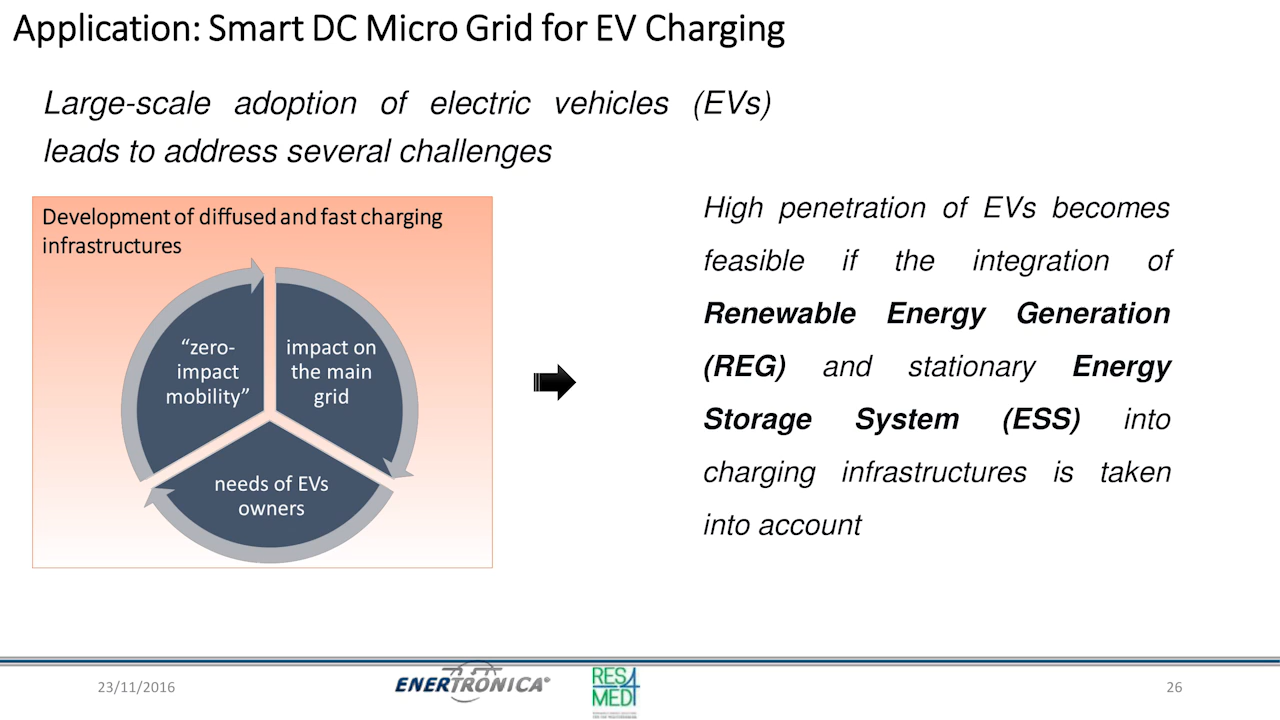 Application: Smart DC Micro Grid for EV Charging
Large-scale adoption of electric vehicles (EVs)
leads to address several challenges
Development of diffused and fast charging
infrastructures
“zero-
impact
mobility”
impact on
the main
grid
needs of EVs
owners
High penetration of EVs becomes
feasible if the integration of
Renewable Energy Generation
(REG) and stationary Energy
Storage System (ESS) into
charging infrastructures is taken
into account
23/11/2016
ENERTRONICA
RES4
MED
26